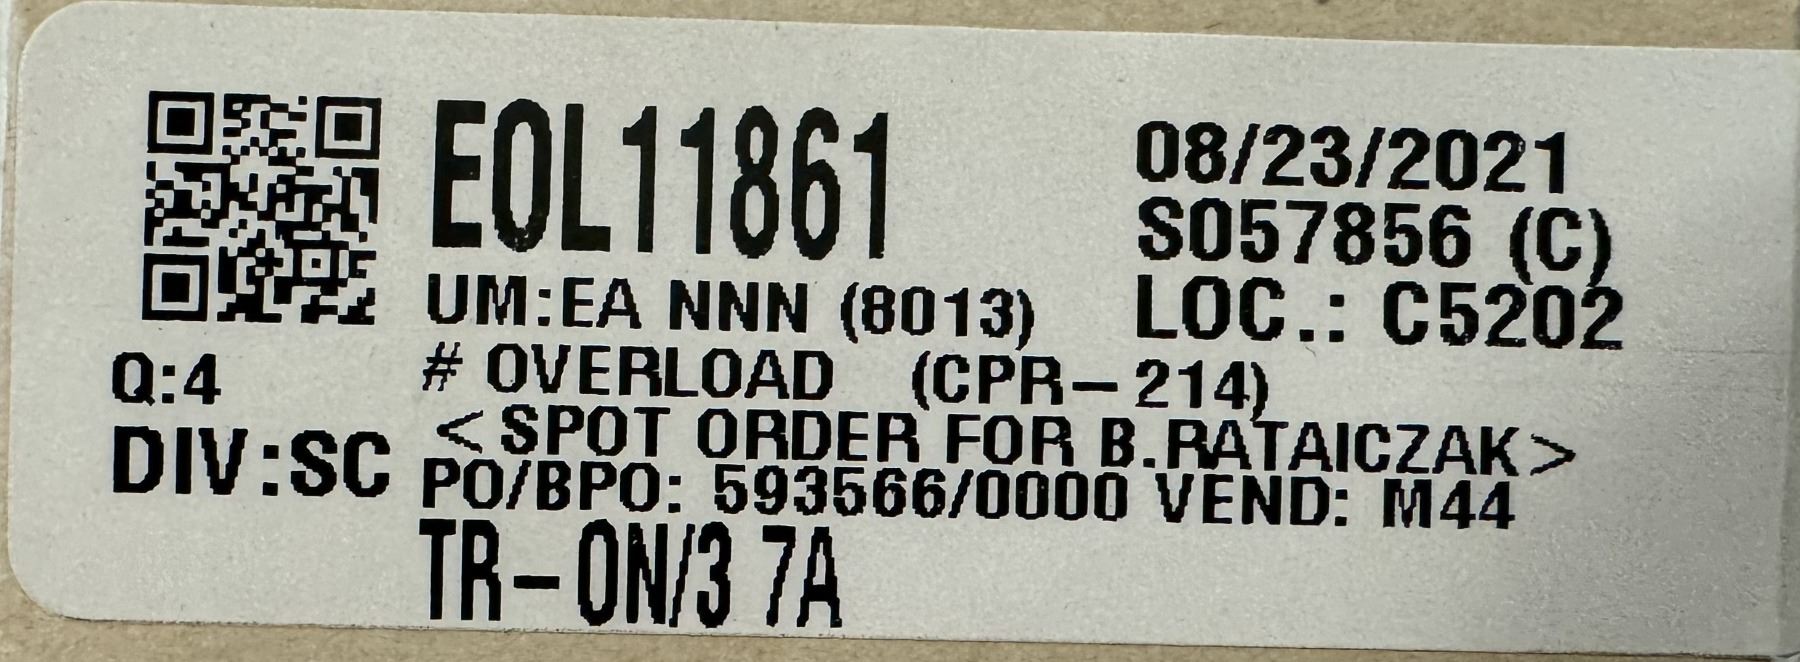 EOL11861
08/23/2021
S057856 (C)
UM:EA NNN (8013)
LOC.: C5202
Q:4
# OVERLOAD (CPR-214)
<SPOT ORDER FOR B.RATAICZAK>
DIV:SC
PO/BPO: 593566/0000 VEND: M44
TR-ON/3 7A